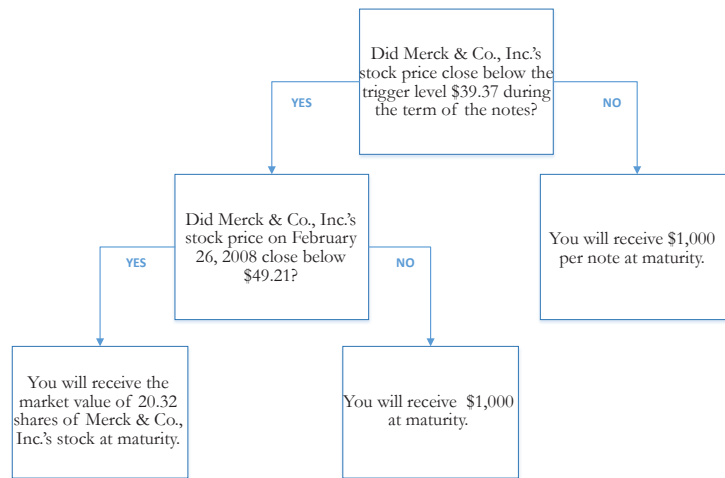 Did Merck & Co., Inc.'s
stock price close below the
trigger level $39.37 during
the term of the notes?
YES
NO
Did Merck & Co., Inc.'s
stock price on February
26, 2008 close below
$49.21?
You will receive $1,000
per note at maturity.
YES
NO
You will receive the
market value of 20.32
shares of Merck & Co.,
Inc.'s stock at maturity.
You will receive $1,000
at maturity.